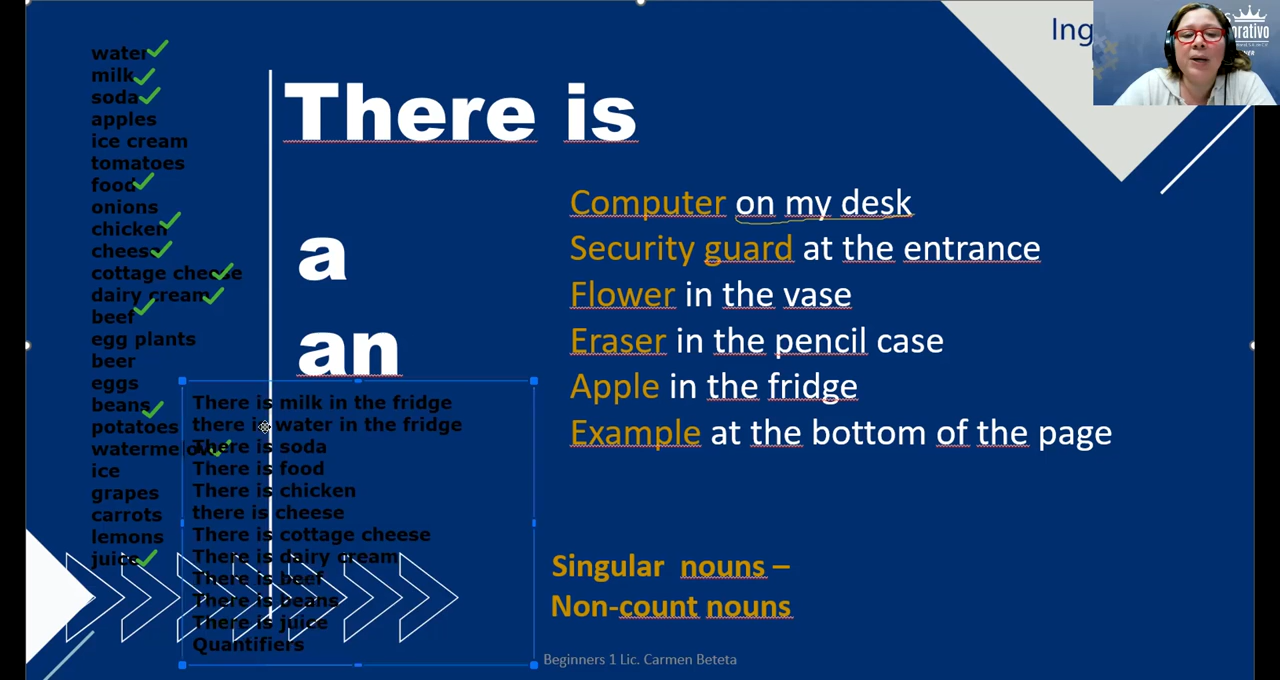 water
milk
soda
apples
ice cream
tomatoes
food
onions
chicken
cheese
cottage cheese
dairy cream
beef
egg plants
beer
eggs
beans
potatoes
ice
grapes
carrots
lemons
juice
There is
a
an
Computer on my desk
Security guard at the entrance
Flower in the vase
Eraser in the pencil case
Apple in the fridge
Example at the bottom of the page
There is milk in the fridge
there is water in the fridge
There is soda
There is food
There is chicken
there is cheese
There is cottage cheese
There is dairy cream
There is beef
There is beans
There is juice
Quantifiers
Singular nouns –
Non-count nouns
Beginners 1 Lic. Carmen Beteta
Ing